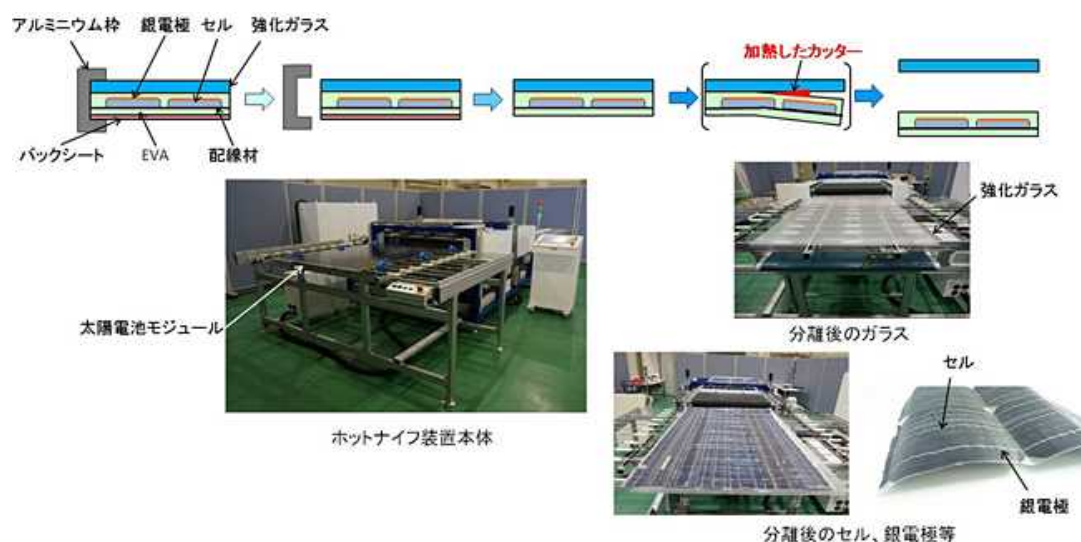 アルミニウム枠
銀電極
セル
強化ガラス
加熱したカッター
バックシート
EVA
配線材
強化ガラス
太陽電池モジュール
分離後のガラス
セル
ホットナイフ装置本体
銀電極
分離後のセル、銀電極等